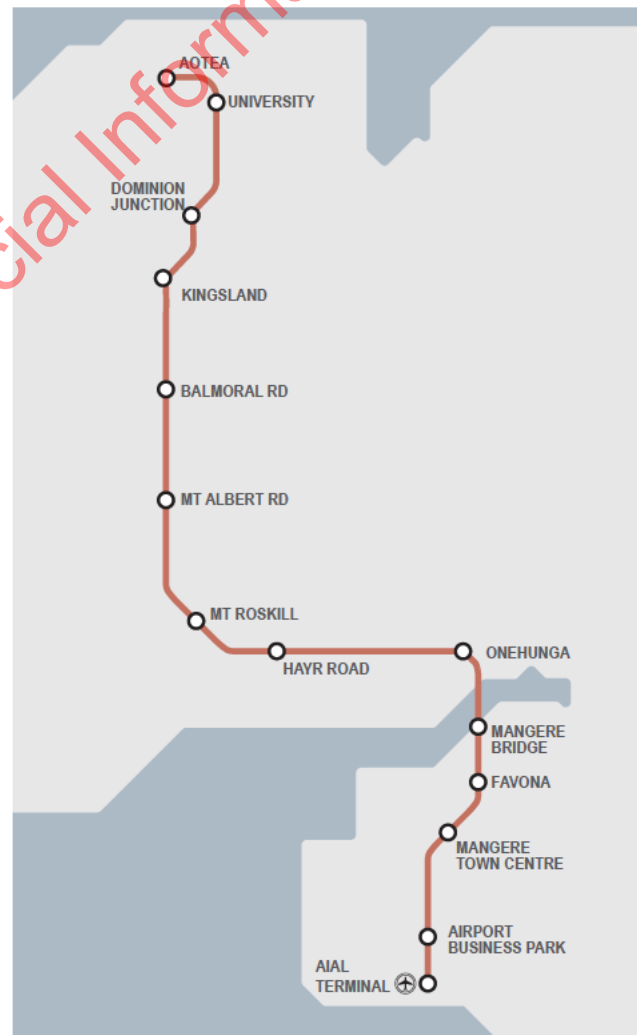 AOTEA
UNIVERSITY
DOMINION
JUNCTION
KINGSLAND
BALMORAL RD
MT ALBERT RD
MT ROSKILL
HAYR ROAD
ONEHUNGA
MANGERE
BRIDGE
FAVONA
MANGERE
TOWN CENTRE
AIRPORT
BUSINESS PARK
AIAL
TERMINAL
cial Informa